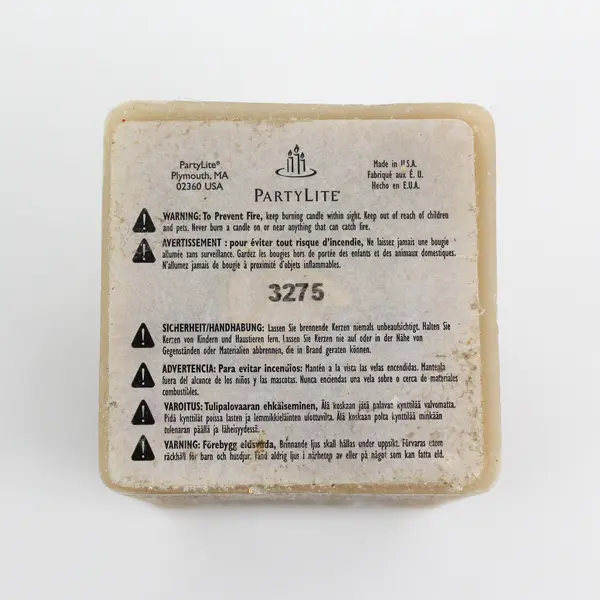 PartyLite®
Plymouth, MA
02360 USA
PARTYLITE®
Made in U.S.A.
Fabriqué aux É. U.
Hecho en E.U.A.
WARNING: To Prevent Fire, keep burning candle within sight. Keep out of reach of children
and pets. Never burn a candle on or near anything that can catch fire.
AVERTISSEMENT : pour éviter tout risque d'incendie, Ne laissez jamais une bougie
allumée sans surveillance. Gardez les bougies hors de portée des enfants et des animaux domestiques.
N'allumez jamais de bougie à proximité d'objets inflammables.
3275
SICHERHEIT/HANDHABUNG: Lassen Sie brennende Kerzen niemals unbeaufsichtigt. Halten Sie
Kerzen von Kindern und Haustieren fern. Lassen Sie Kerzen nie auf oder in der Nähe von
Gegenständen oder Materialien abbrennen, die in Brand geraten können.
ADVERTENCIA: Para evitar incendios: Mantén a la vista las velas encendidas. Mantenla
fuera del alcance de los niños y las mascotas. Nunca enciendas una vela sobre o cerca de materiales
combustibles.
VAROITUS: Tulipalovaaran ehkäiseminen, Älä koskaan jätä palavan kynttilää valvomatta.
Pidä kynttilät poissa lasten ja lemmikkieläinten ulottuvilta. Älä koskaan polta kynttilää minkään
tulenaran päällä ja läheisyydessä.
VARNING: Förebygg eldsvåda, Brinnande ljus skall hållas under uppsikt. Förvaras utom
räckhåll för barn och husdjur. Tänd aldrig ljus i närheten av eller på något som kan fatta eld.